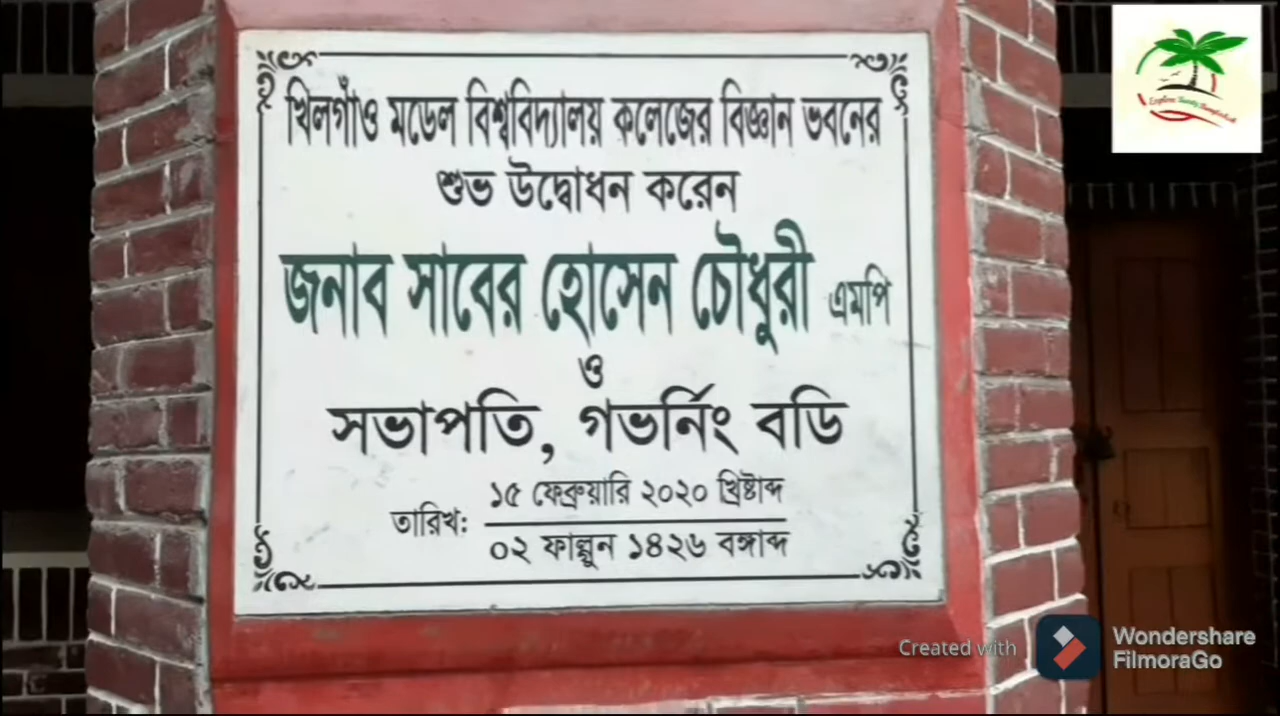 খিলগাঁও মডেল বিশ্ববিদ্যালয় কলেজের বিজ্ঞান ভবনের
শুভ উদ্বোধন করেন
জনাব সাবের হোসেন চৌধুরী এমপি
ও
সভাপতি, গভর্নিং বডি
তারিখ: ১৫ ফেব্রুয়ারি ২০২০ খ্রিষ্টাব্দ
০২ ফাল্গুন ১৪২৬ বঙ্গাব্দ
Created with Wondershare
FilmoraGo